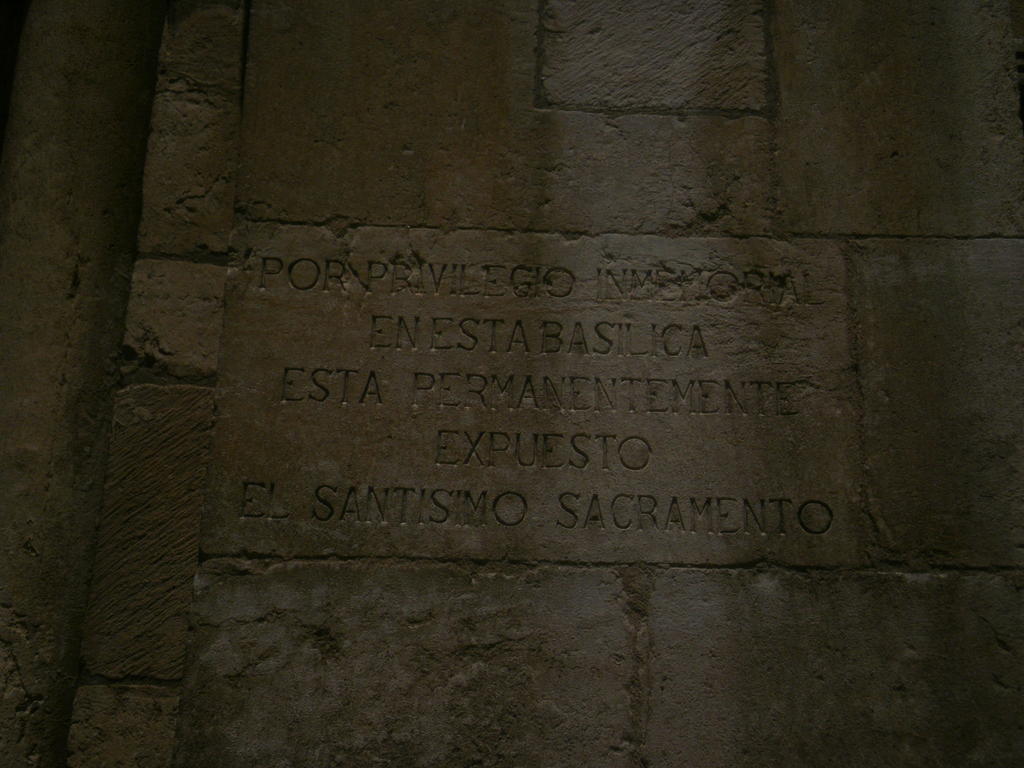 POR PRIVILEGIO INMEMORIAL
EN ESTA BASILICA
ESTA PERMANENTEMENTE
EXPUESTO
EL SANTISIMO SACRAMENTO